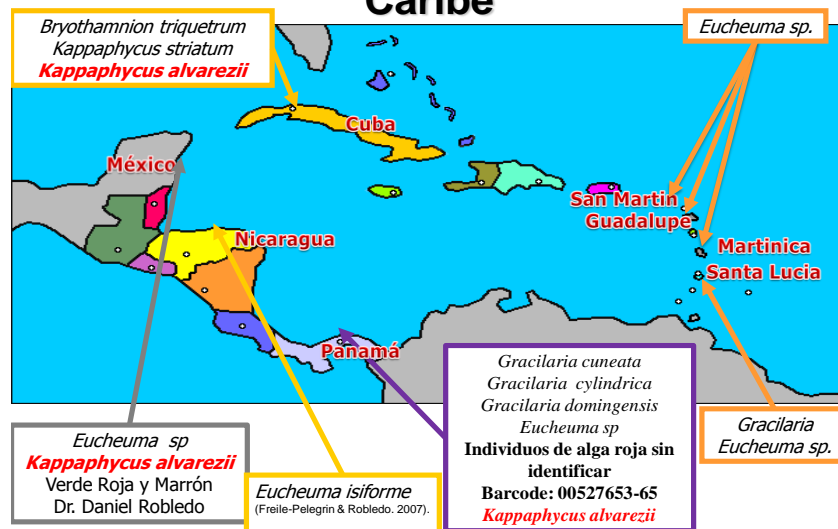 Caribe
Bryothamnion triquetrum
Kappaphycus striatum
Kappaphycus alvarezii
Eucheuma sp.
Cuba
México
San Martin
Guadalupe
Nicaragua
Martinica
Santa Lucia
Panamá
Gracilaria cuneata
Gracilaria cylindrica
Gracilaria domingensis
Eucheuma sp
Individuos de alga roja sin
identificar
Barcode: 00527653-65
Kappaphycus alvarezii
Gracilaria
Eucheuma sp.
Eucheuma sp
Kappaphycus alvarezii
Verde Roja y Marrón
Dr. Daniel Robledo
Eucheuma isiforme
(Freile-Pelegrin & Robledo. 2007).